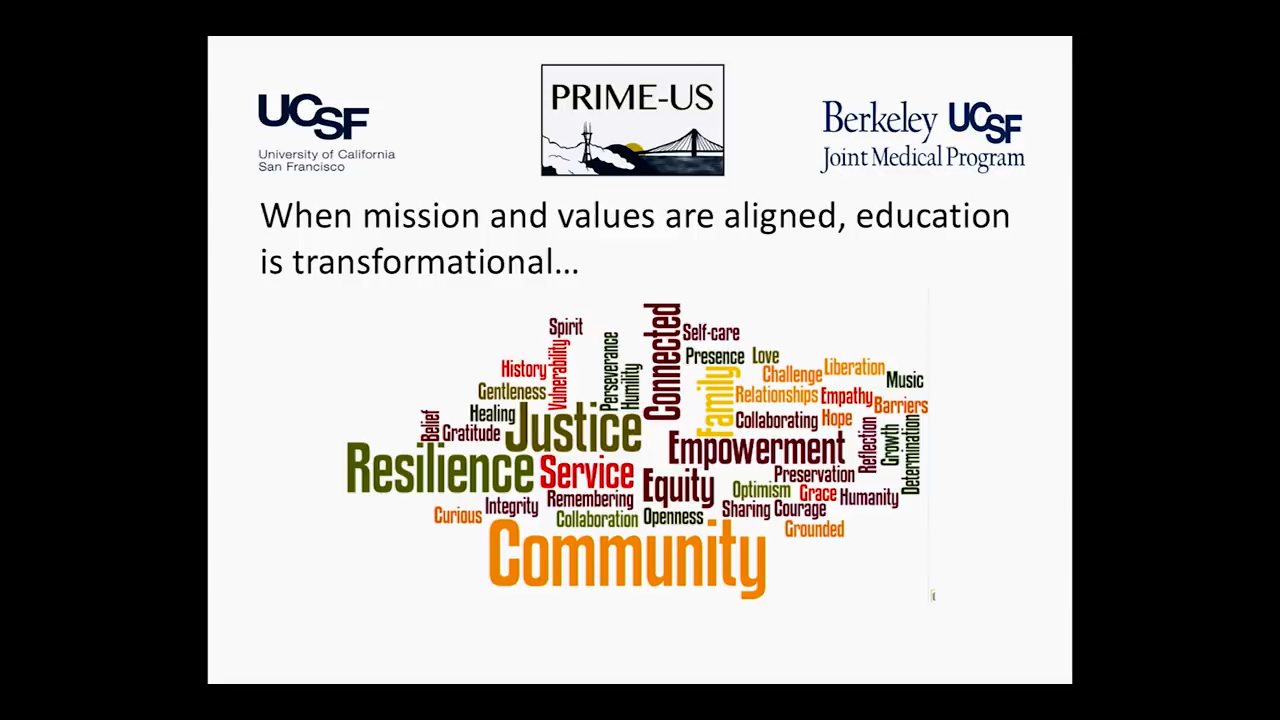 UCSF
University of California
San Francisco
PRIME-US
Berkeley UCSF
Joint Medical Program
When mission and values are aligned, education
is transformational...
Spirit
Connected
Self-care
Presence
Love
History
Vulnerability
Perseverance
Humility
Family
Challenge
Liberation
Music
Gentleness
Relationships
Empathy
Barriers
Belief
Healing
Gratitude
Justice
Collaborating
Hope
Reflection
Growth
Determination
Resilience
Service
Empowerment
Equity
Preservation
Optimism
Grace
Humanity
Curious
Integrity
Remembering
Collaboration
Openness
Sharing
Courage
Grounded
Community